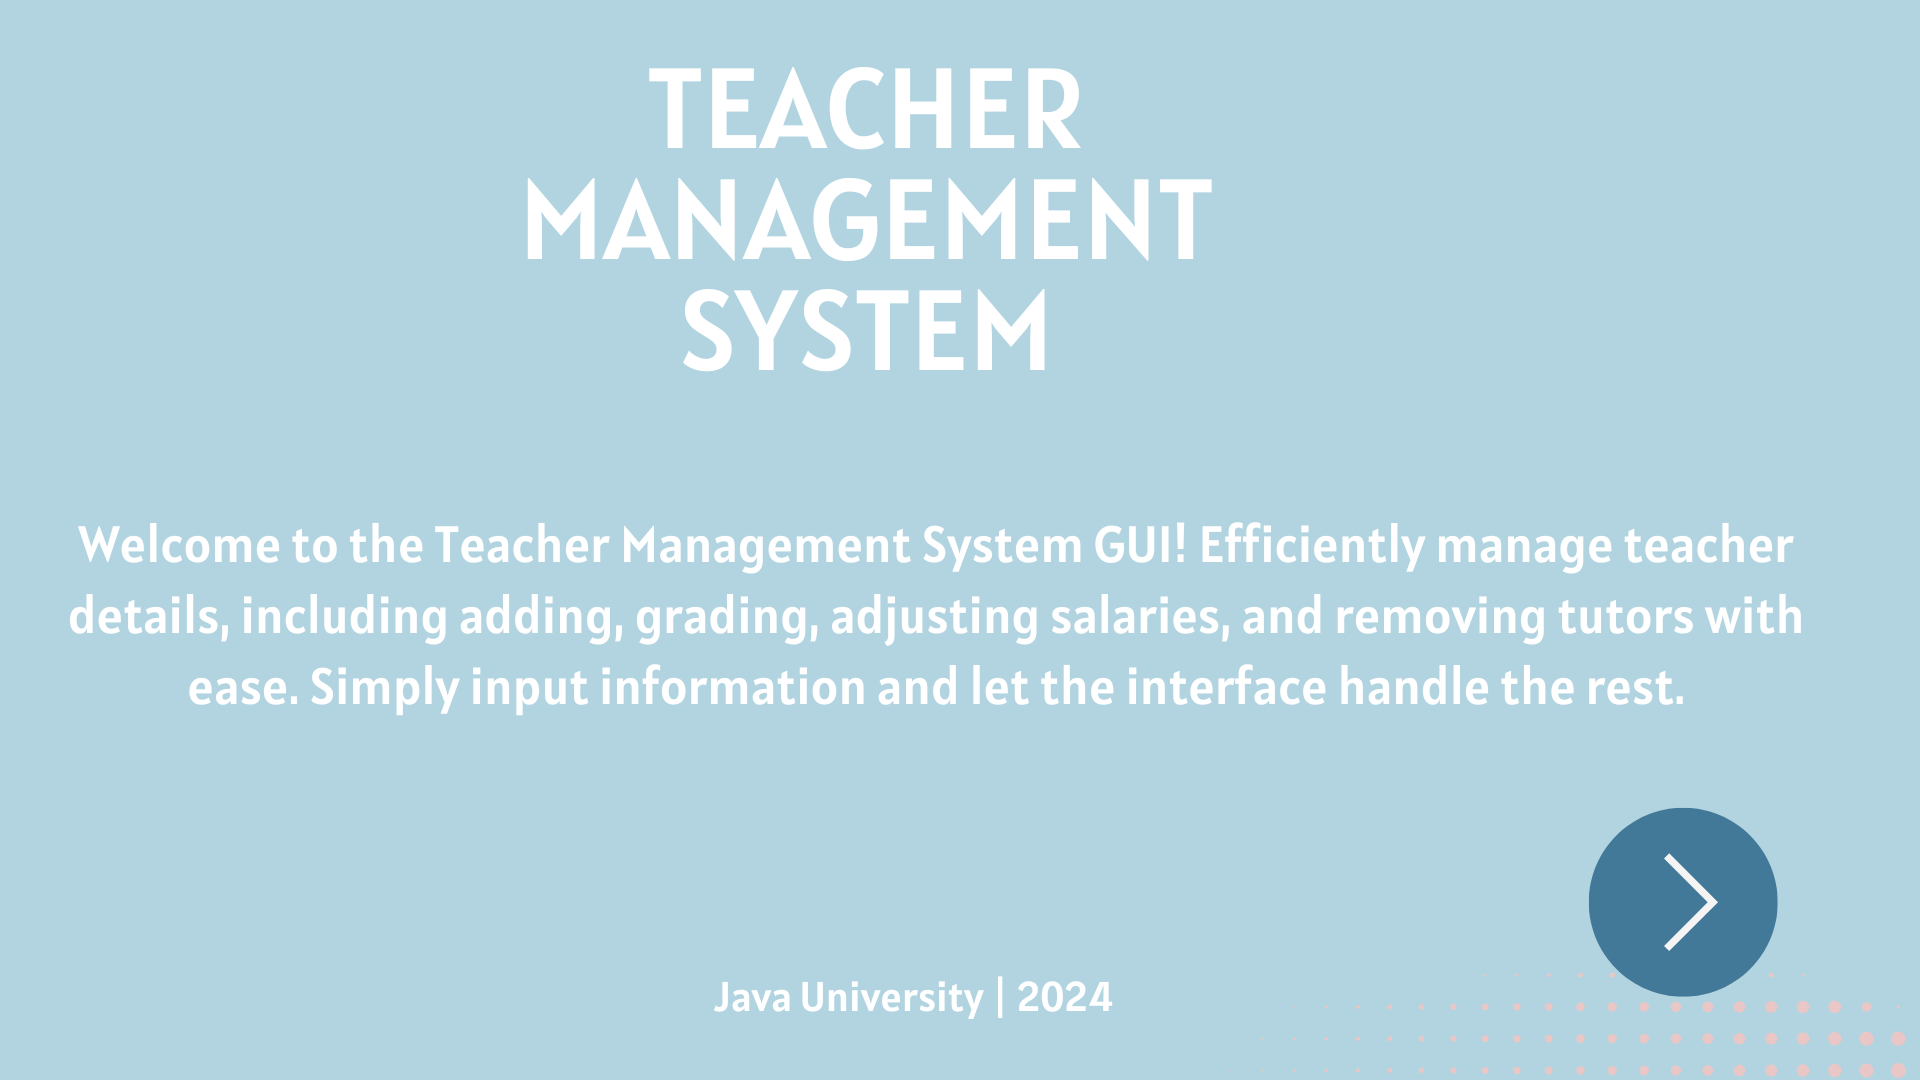 TEACHER
MANAGEMENT
SYSTEM
Welcome to the Teacher Management System GUI! Efficiently manage teacher
details, including adding, grading, adjusting salaries, and removing tutors with
ease. Simply input information and let the interface handle the rest.
Java University | 2024